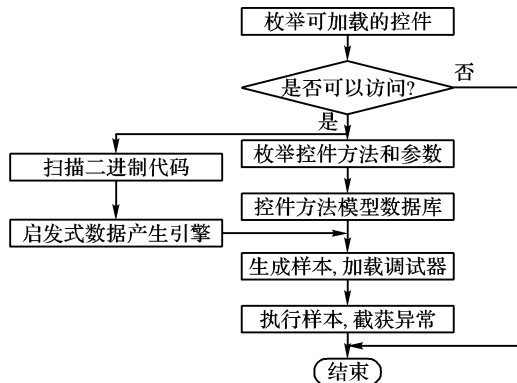 枚举可加载的控件
是否可以访问?
否
是
扫描二进制代码
枚举控件方法和参数
启发式数据产生引擎
控件方法模型数据库
生成样本,加载调试器
执行样本,截获异常
结束